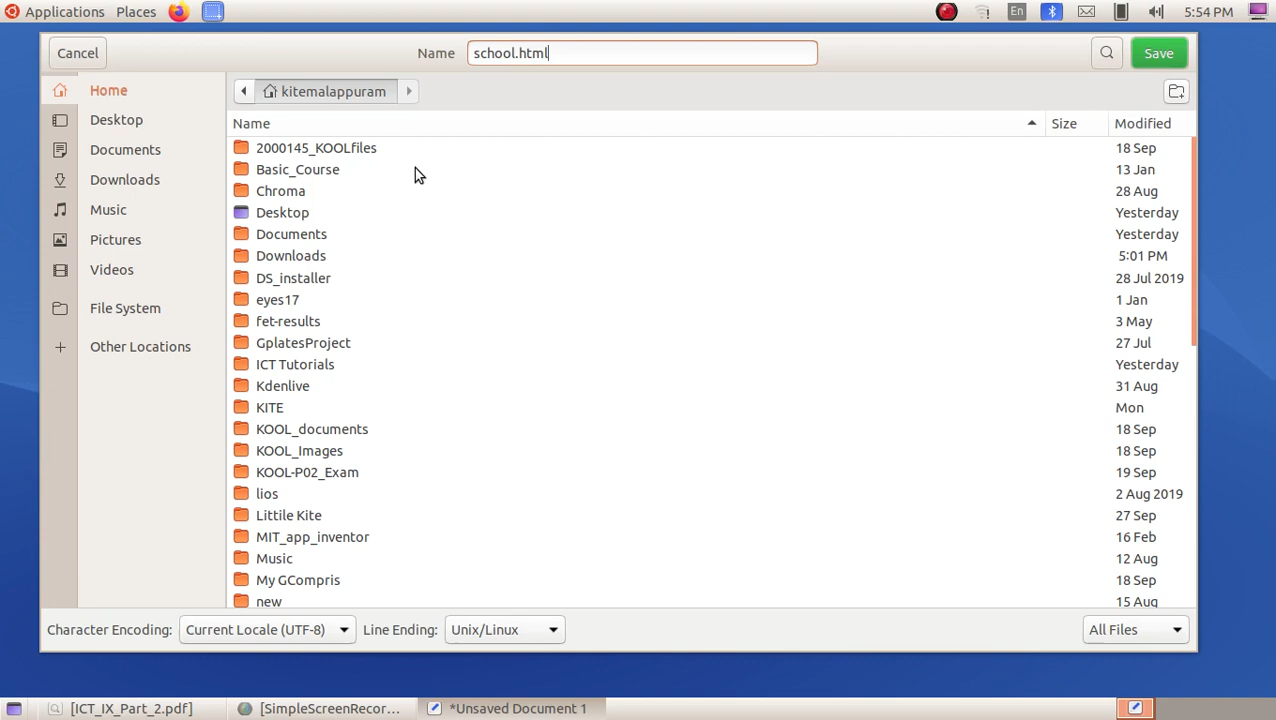 Applications Places En 5:54 PM
Cancel Name school.html Save
Home
kitemalappuram
Desktop
Documents
Downloads
Music
Pictures
Videos
File System
Other Locations
Name Size Modified
2000145_KOOLfiles 18 Sep
Basic_Course 13 Jan
Chroma 28 Aug
Desktop Yesterday
Documents Yesterday
Downloads 5:01 PM
DS_installer 28 Jul 2019
eyes17 1 Jan
fet-results 3 May
GplatesProject 27 Jul
ICT Tutorials Yesterday
Kdenlive 31 Aug
KITE Mon
KOOL_documents 18 Sep
KOOL_Images 18 Sep
KOOL-P02_Exam 19 Sep
lios 2 Aug 2019
Littile Kite 27 Sep
MIT_app_inventor 16 Feb
Music 12 Aug
My GCompris 18 Sep
new 15 Aug
Character Encoding: Current Locale (UTF-8) Line Ending: Unix/Linux All Files
[ICT_IX_Part_2.pdf] [SimpleScreenRecor... *Unsaved Document 1